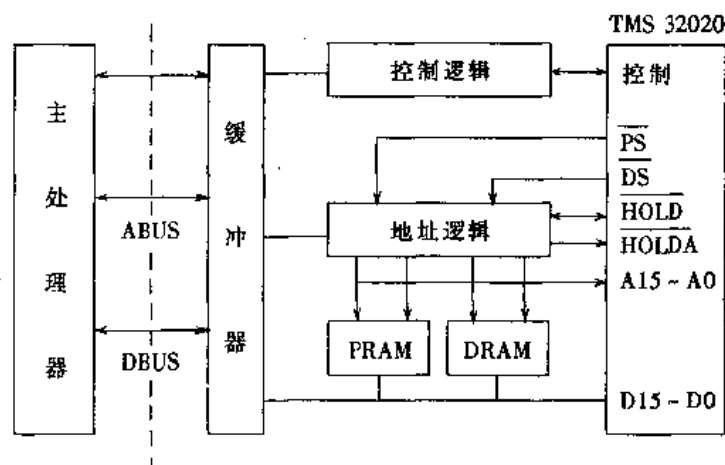 TMS 32020
主处理器
缓冲器
控制逻辑
控制
PS
DS
ABUS
地址逻辑
HOLD
HOLDA
A15~A0
DBUS
PRAM
DRAM
D15~D0